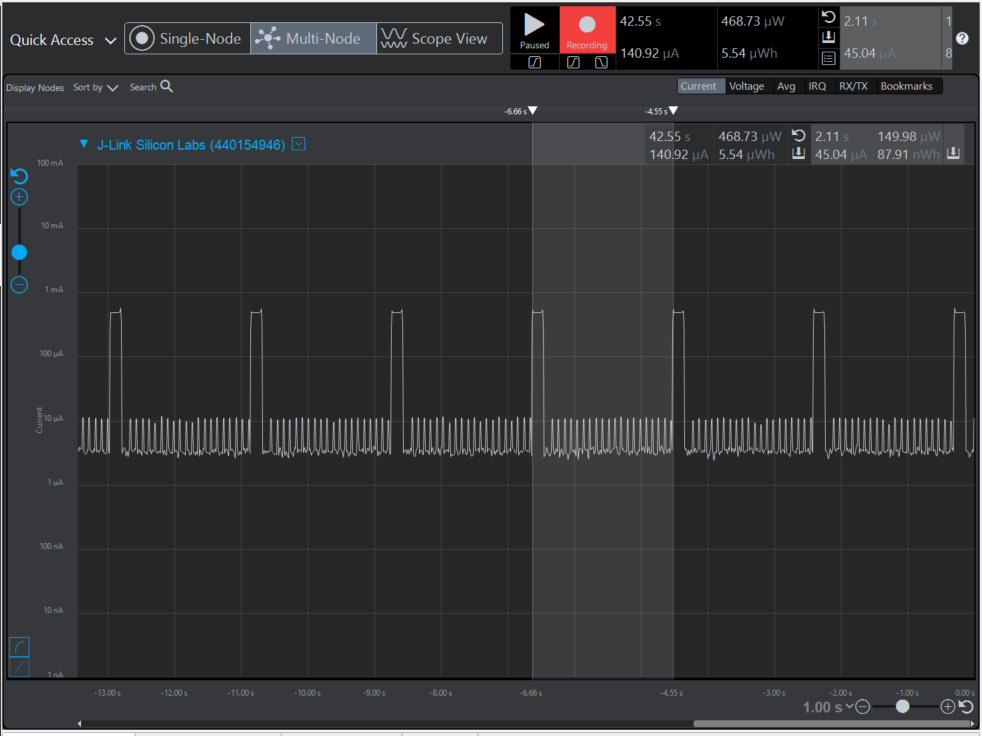 Quick Access Single-Node Multi-Node Scope View
Paused Recording
42.55 s 468.73 µW 2.11 s 1
140.92 µA 5.54 µWh 45.04 µA 8
Display Nodes Sort by Search
Current Voltage Avg IRQ RX/TX Bookmarks
-6.66 s -4.55 s
J-Link Silicon Labs (440154946)
42.55 s 468.73 µW 2.11 s 149.98 µW
140.92 µA 5.54 µWh 45.04 µA 87.91 nWh
100 mA
10 mA
1 mA
100 µA
10 µA
Current
1 µA
100 nA
10 nA
1 nA
-13.00 s -12.00 s -11.00 s -10.00 s -9.00 s -8.00 s -6.66 s -4.55 s -3.00 s -2.00 s -1.00 s 0.00 s
1.00 s